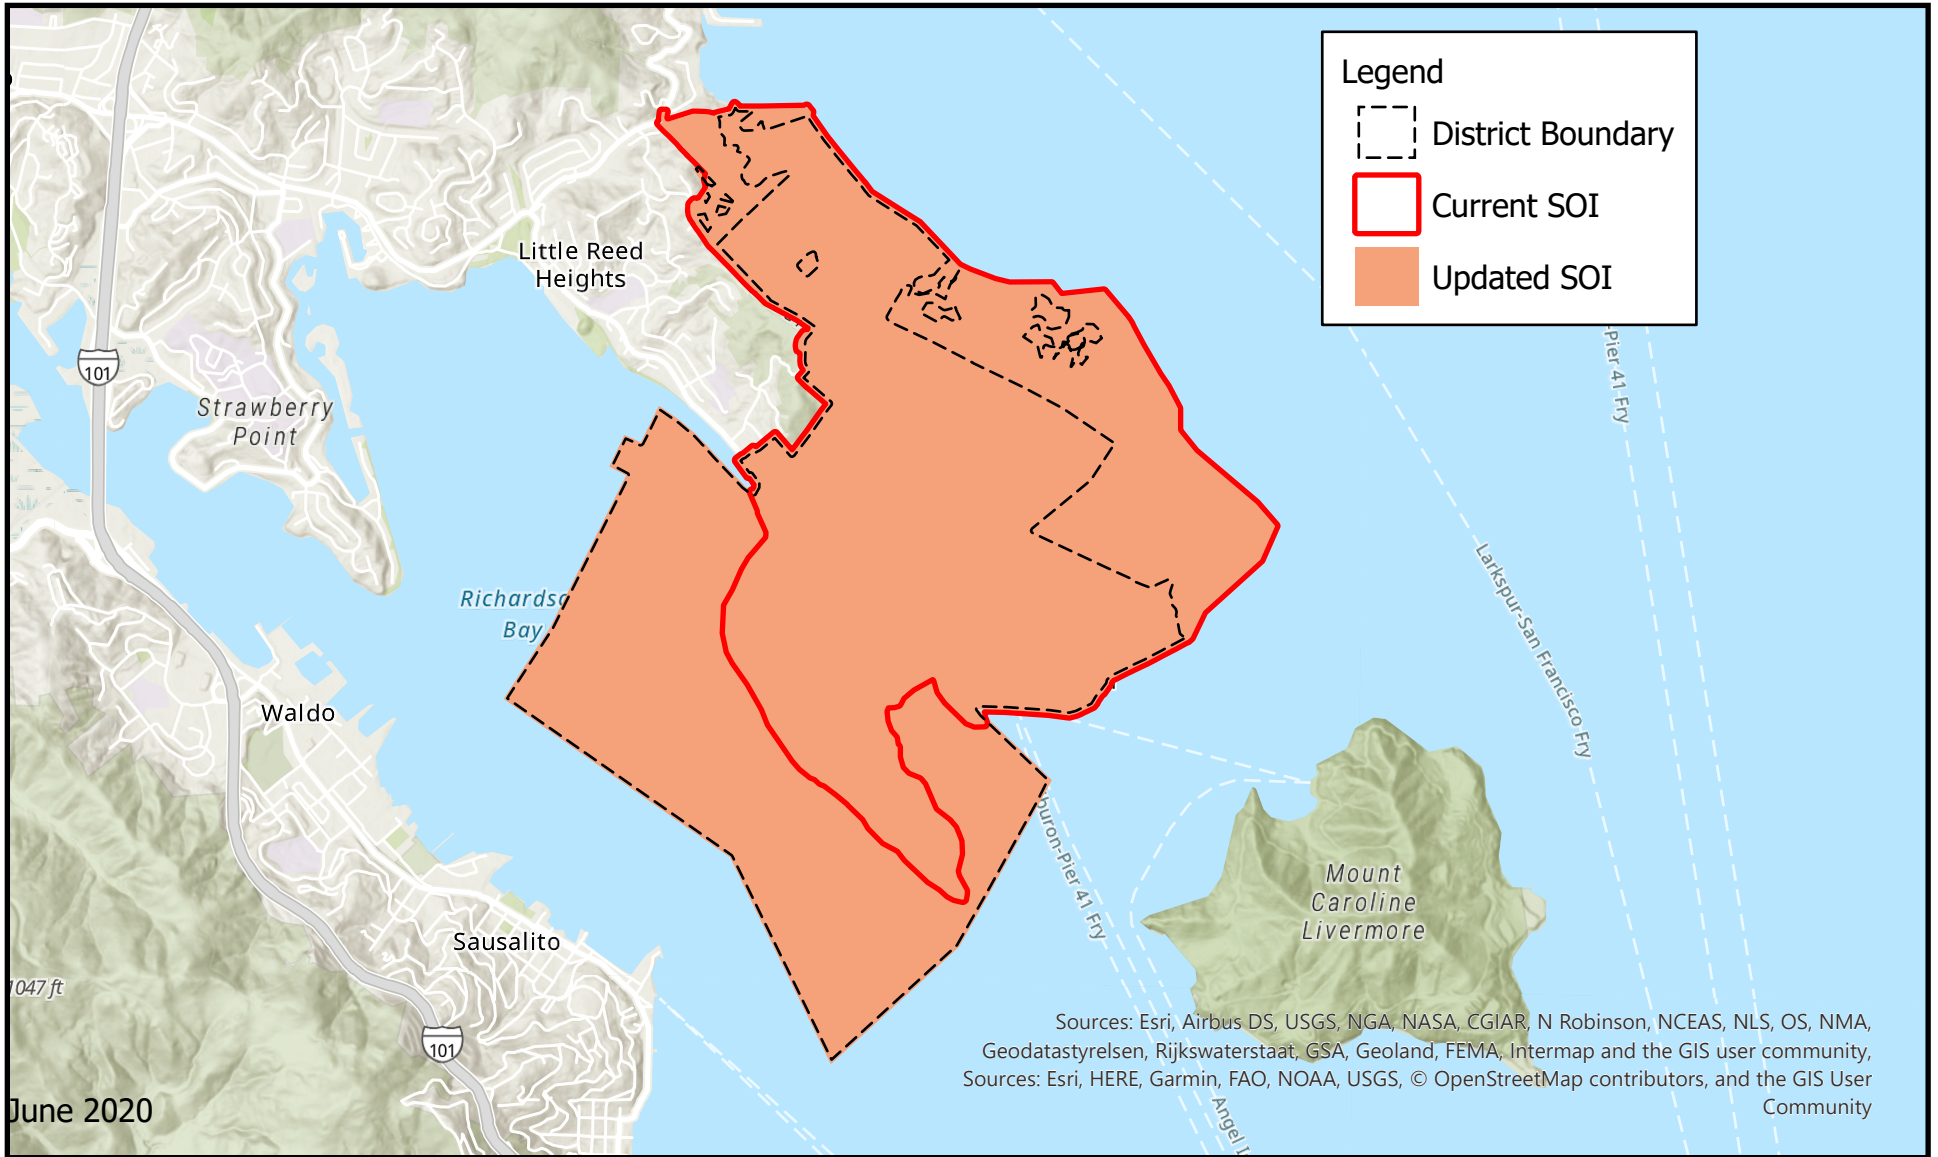 Legend
District Boundary
Current SOI
Updated SOI
Little Reed
Heights
101
Strawberry
Point
-Pier 41 Fry
Larkspur-San Francisco Fry
Richardso
Bay
Waldo
Sausalito
buron-Pier 41 Fry
Mount
Caroline
Livermore
1047 ft
101
Angel I
Sources: Esri, Airbus DS, USGS, NGA, NASA, CGIAR, N Robinson, NCEAS, NLS, OS, NMA,
Geodatastyrelsen, Rijkswaterstaat, GSA, Geoland, FEMA, Intermap and the GIS user community,
Sources: Esri, HERE, Garmin, FAO, NOAA, USGS, © OpenStreetMap contributors, and the GIS User
Community
June 2020